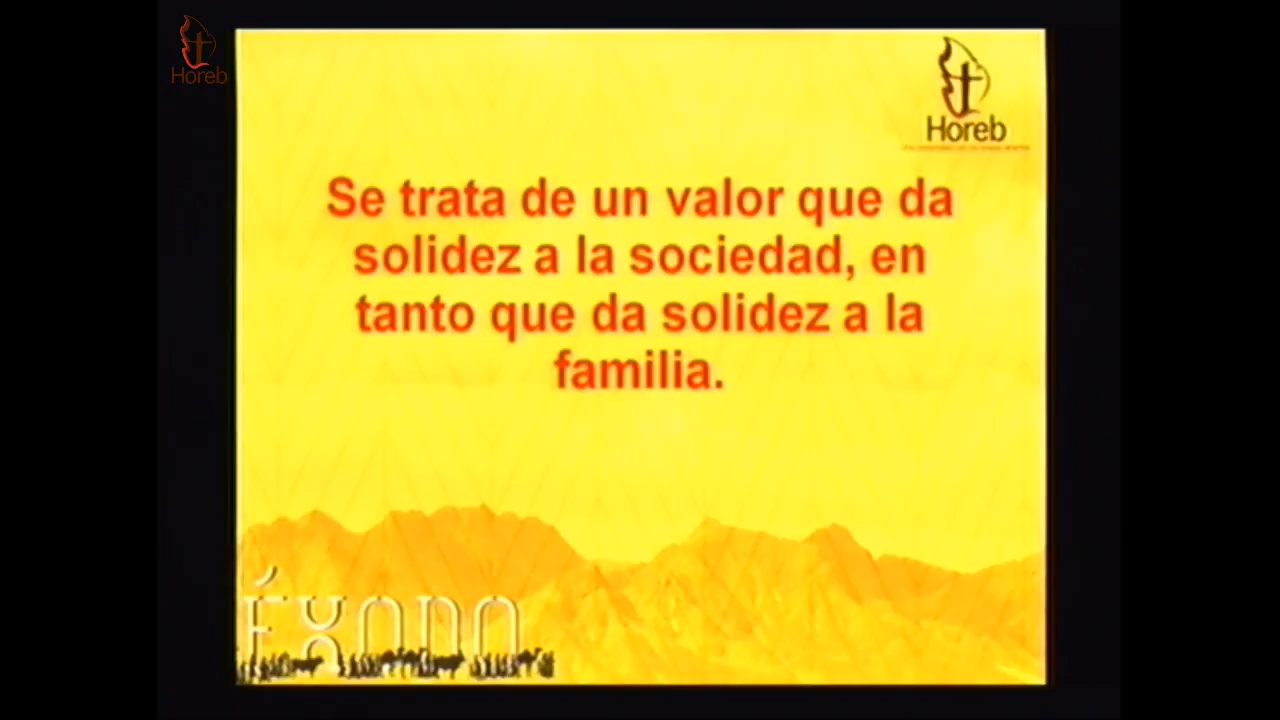 Horeb
Horeb
Se trata de un valor que da
solidez a la sociedad, en
tanto que da solidez a la
familia.
ÉXODO